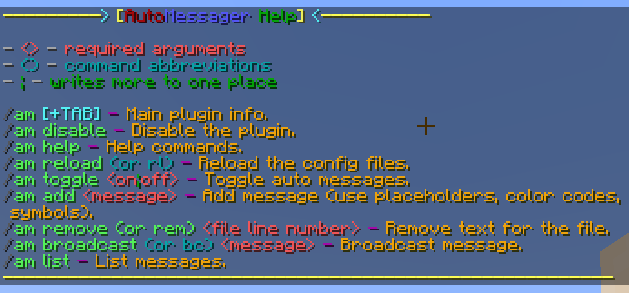 ————————> [AutoMessager Help] <————————
- <> - required arguments
- () - command abbreviations
- ; - writes more to one place
/am [+TAB] - Main plugin info.
/am disable - Disable the plugin.
/am help - Help commands.
/am reload (or rl) - Reload the config files.
/am toggle <on;off> - Toggle auto messages.
/am add <message> - Add message (use placeholders, color codes,
symbols).
/am remove (or rem) <file line number> - Remove text for the file.
/am broadcast (or bc) <message> - Broadcast message.
/am list - List messages.